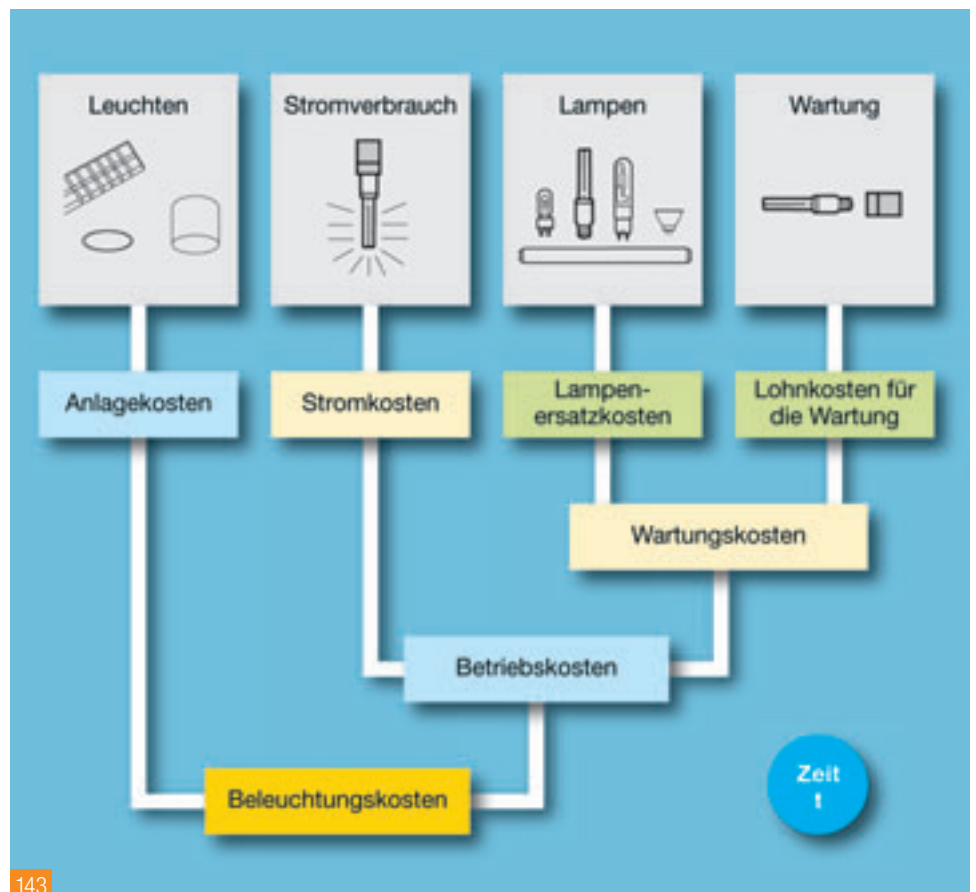 Leuchten
Stromverbrauch
Lampen
Wartung
Anlagekosten
Stromkosten
Lampen-
ersatzkosten
Lohnkosten für
die Wartung
Wartungskosten
Betriebskosten
Zeit
t
Beleuchtungskosten
143